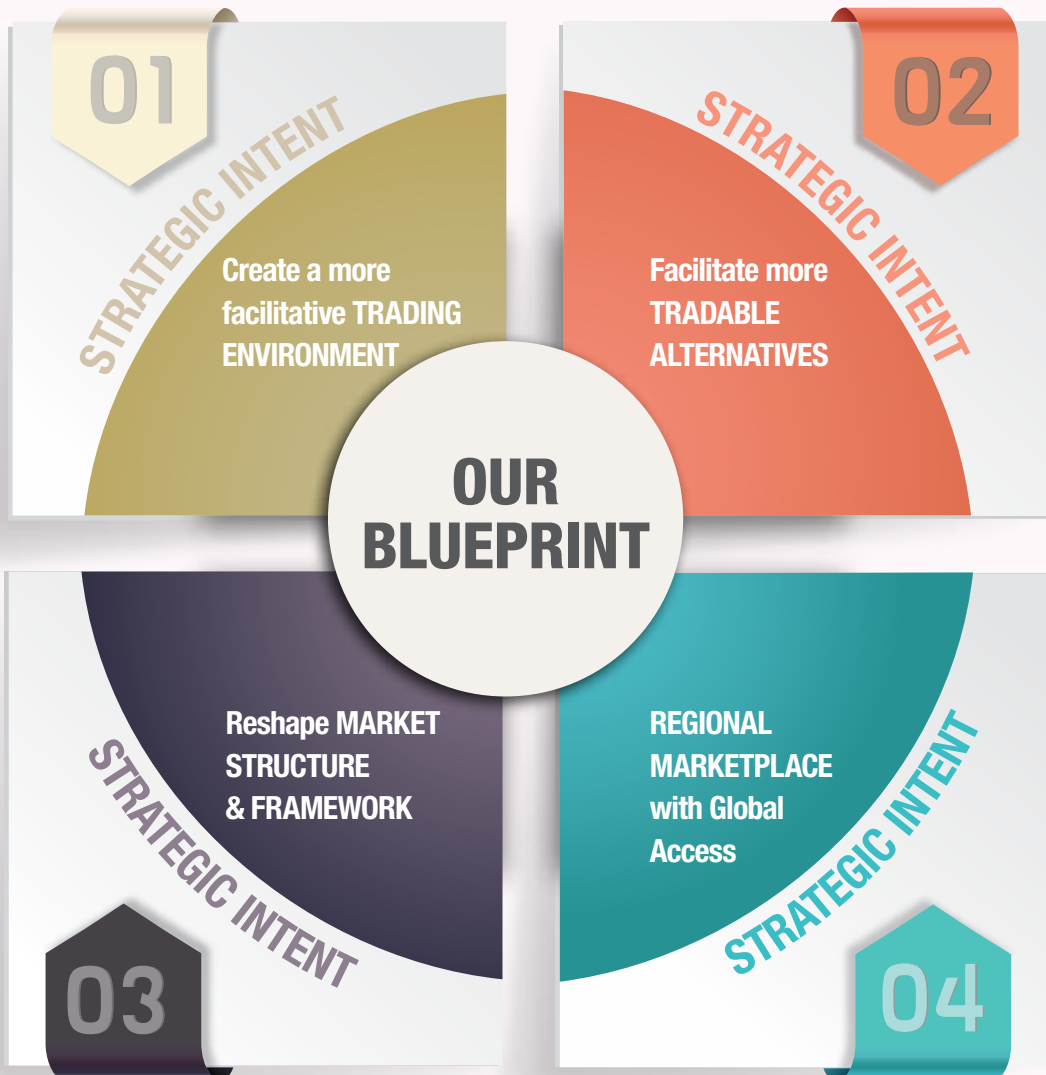 01
STRATEGIC INTENT
Create a more
facilitative TRADING
ENVIRONMENT
02
STRATEGIC INTENT
Facilitate more
TRADABLE
ALTERNATIVES
OUR
BLUEPRINT
03
STRATEGIC INTENT
Reshape MARKET
STRUCTURE
& FRAMEWORK
04
STRATEGIC INTENT
REGIONAL
MARKETPLACE
with Global
Access